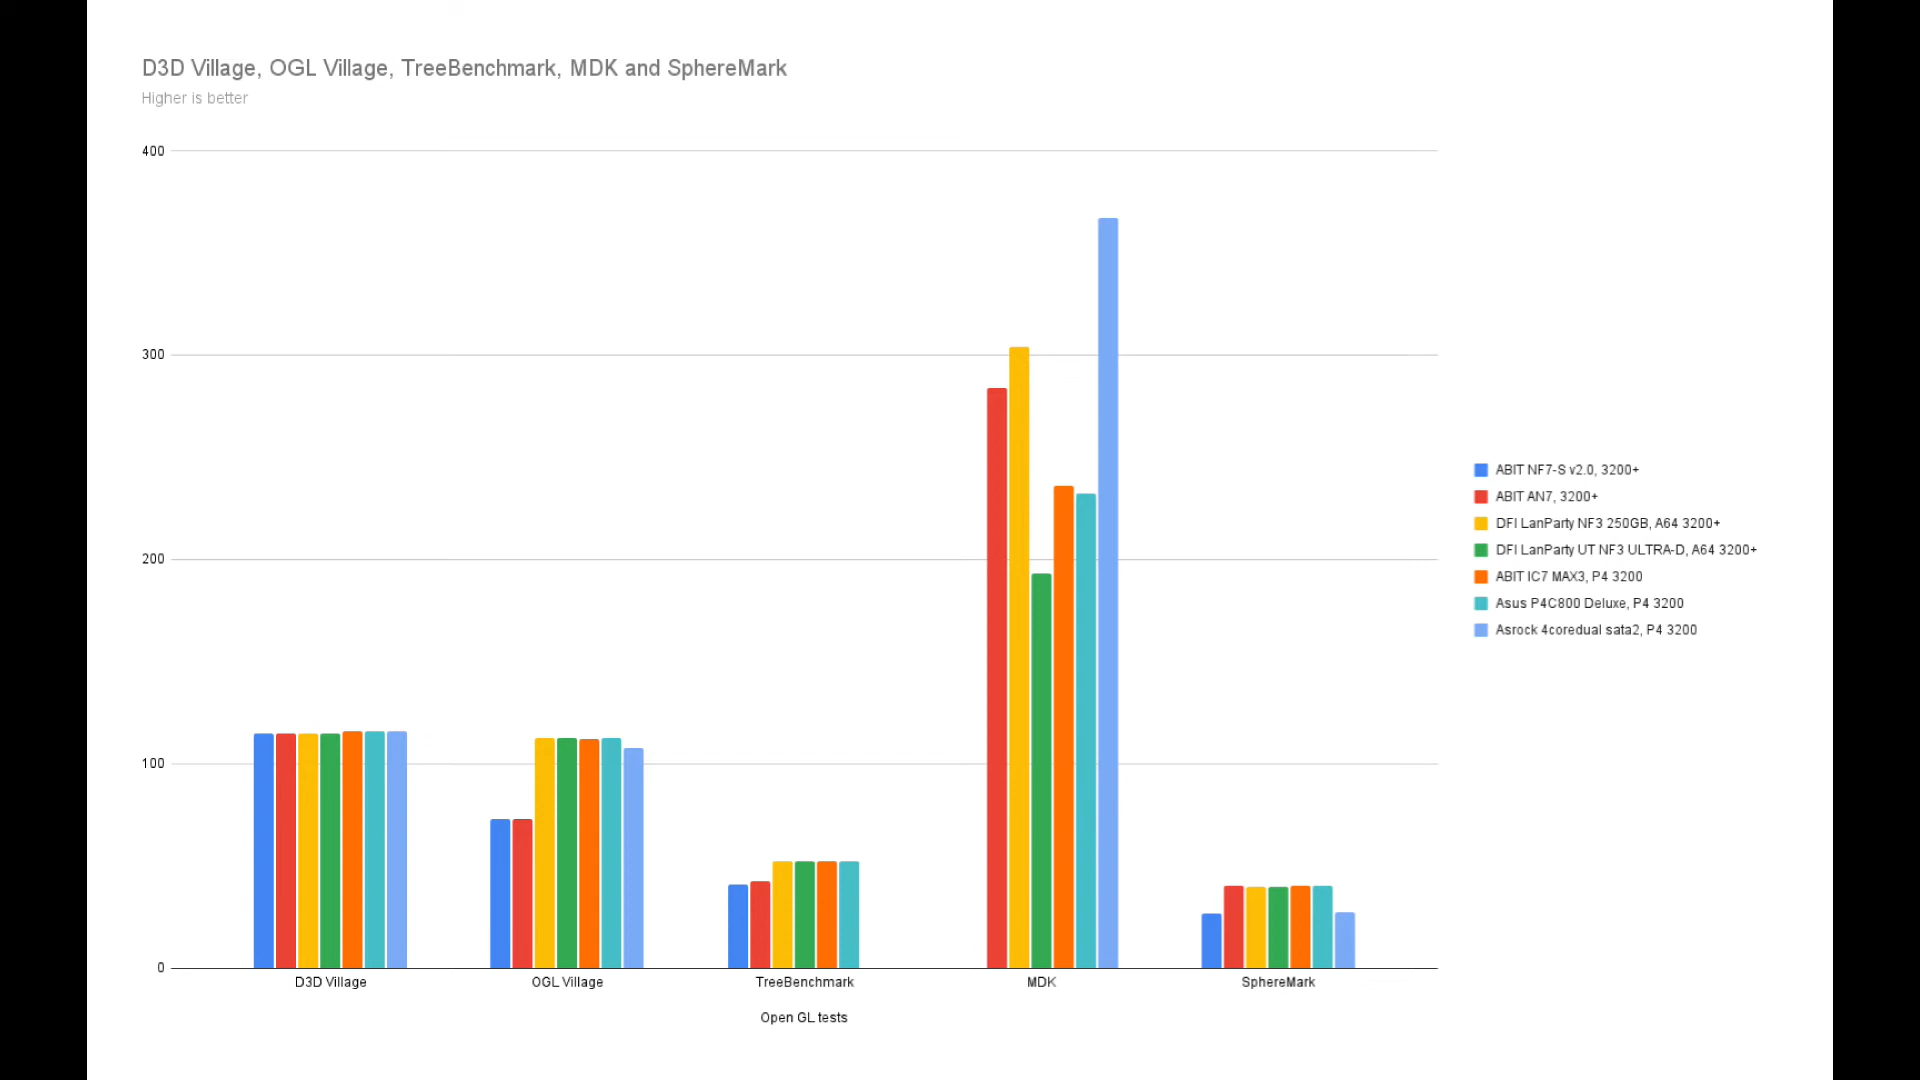 D3D Village, OGL Village, TreeBenchmark, MDK and SphereMark
Higher is better
400
300
200
100
0
D3D Village
OGL Village
TreeBenchmark
MDK
SphereMark
Open GL tests
ABIT NF7-S v2.0, 3200+
ABIT AN7, 3200+
DFI LanParty NF3 250GB, A64 3200+
DFI LanParty UT NF3 ULTRA-D, A64 3200+
ABIT IC7 MAX3, P4 3200
Asus P4C800 Deluxe, P4 3200
Asrock 4coredual sata2, P4 3200